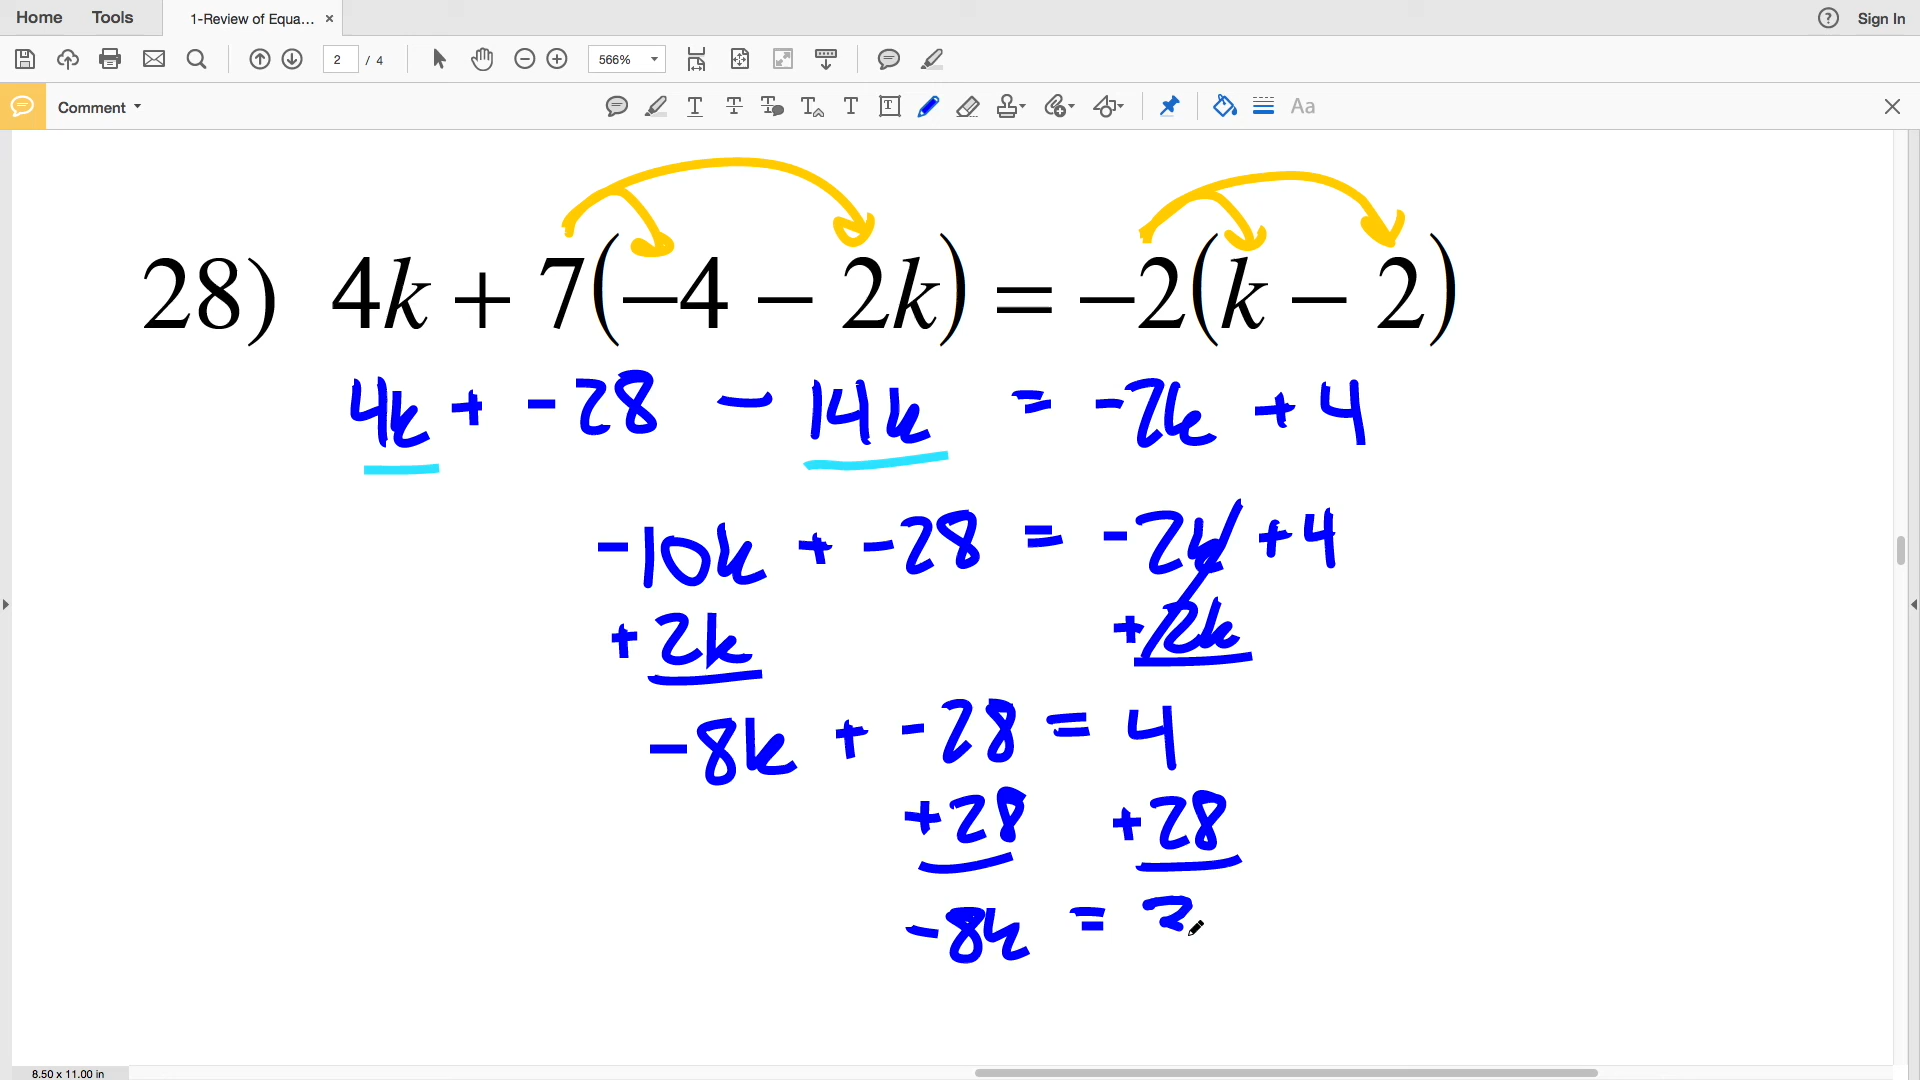 Home Tools 1-Review of Equa... × ? Sign In
2 / 4 566%
Comment T T T T T T Aa
28) 4k + 7(−4 − 2k) = −2(k − 2)
4k + -28 - 14k = -2k + 4
-10k + -28 = -2k + 4
+2k +2k
-8k + -28 = 4
+28 +28
-8k = 3
8.50 x 11.00 in